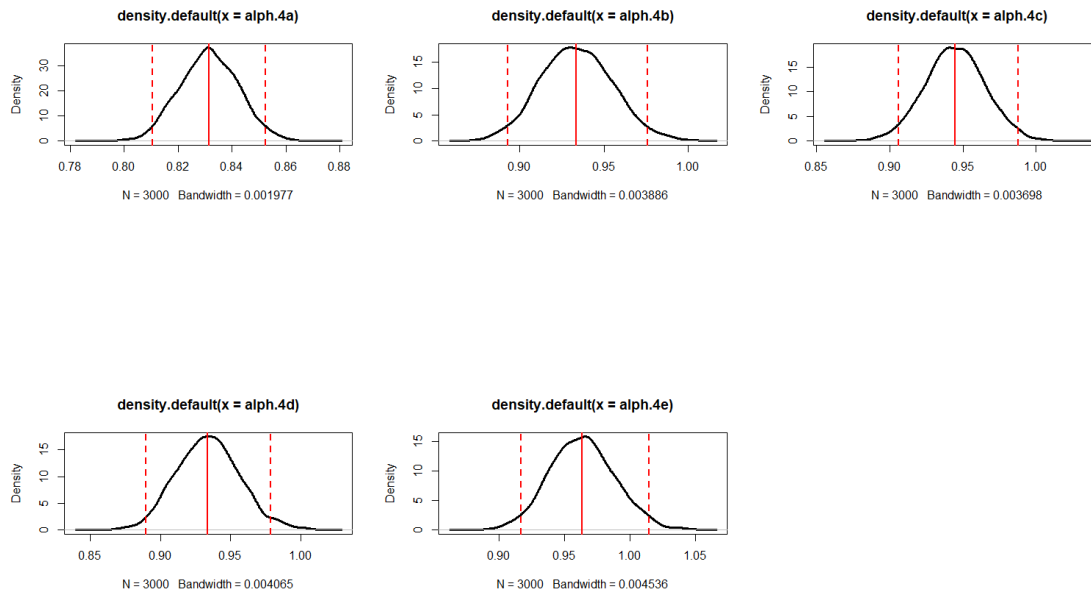 density.default(x = alph.4a)
Density
0 10 20 30
0.78 0.80 0.82 0.84 0.86 0.88
N = 3000 Bandwidth = 0.001977
density.default(x = alph.4b)
Density
0 5 10 15
0.90 0.95 1.00
N = 3000 Bandwidth = 0.003886
density.default(x = alph.4c)
Density
0 5 10 15
0.85 0.90 0.95 1.00
N = 3000 Bandwidth = 0.003698
density.default(x = alph.4d)
Density
0 5 10 15
0.85 0.90 0.95 1.00
N = 3000 Bandwidth = 0.004065
density.default(x = alph.4e)
Density
0 5 10 15
0.90 0.95 1.00 1.05
N = 3000 Bandwidth = 0.004536